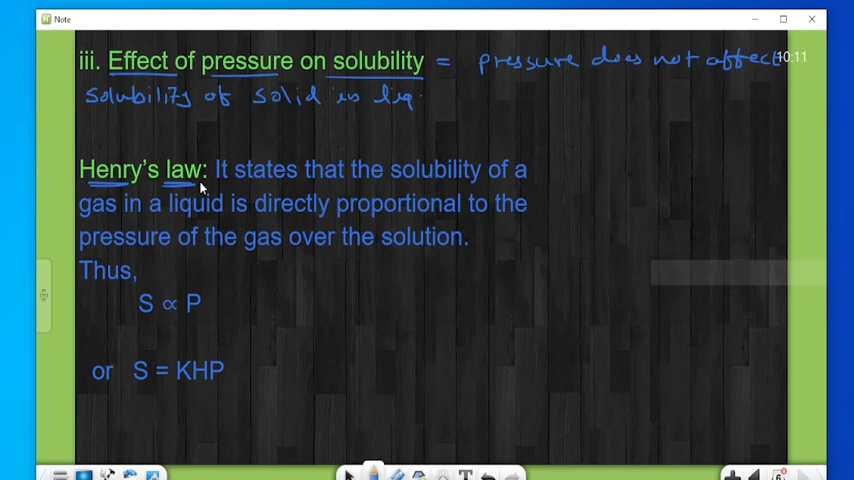 Note
iii. Effect of pressure on solubility = pressure does not affect
10:11
solubility of solid in liq.
Henry's law: It states that the solubility of a
gas in a liquid is directly proportional to the
pressure of the gas over the solution.
Thus,
S ∝ P
or S = KHP